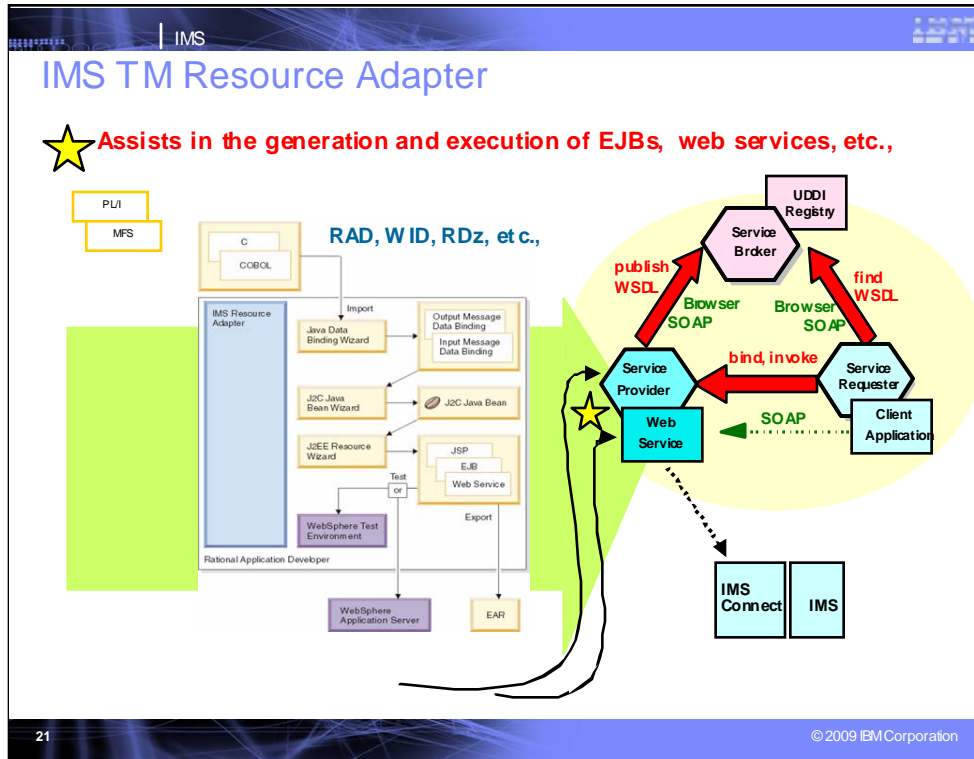 IMS
IBM
IMS TM Resource Adapter
Assists in the generation and execution of EJBs, web services, etc.,
PL/I
MFS
RAD, WID, RDz, etc.,
C
COBOL
Import
IMS Resource
Adapter
Java Data
Binding Wizard
Output Message
Data Binding
Input Message
Data Binding
J2C Java
Bean Wizard
J2C Java Bean
J2EE Resource
Wizard
JSP
EJB
Web Service
Test
or
Export
WebSphere Test
Environment
Rational Application Developer
WebSphere
Application Server
EAR
UDDI
Registry
Service
Broker
publish
WSDL
find
WSDL
Browser
SOAP
Browser
SOAP
bind, invoke
Service
Provider
Service
Requester
Web
Service
SOAP
Client
Application
IMS
Connect
IMS
21
© 2009 IBM Corporation